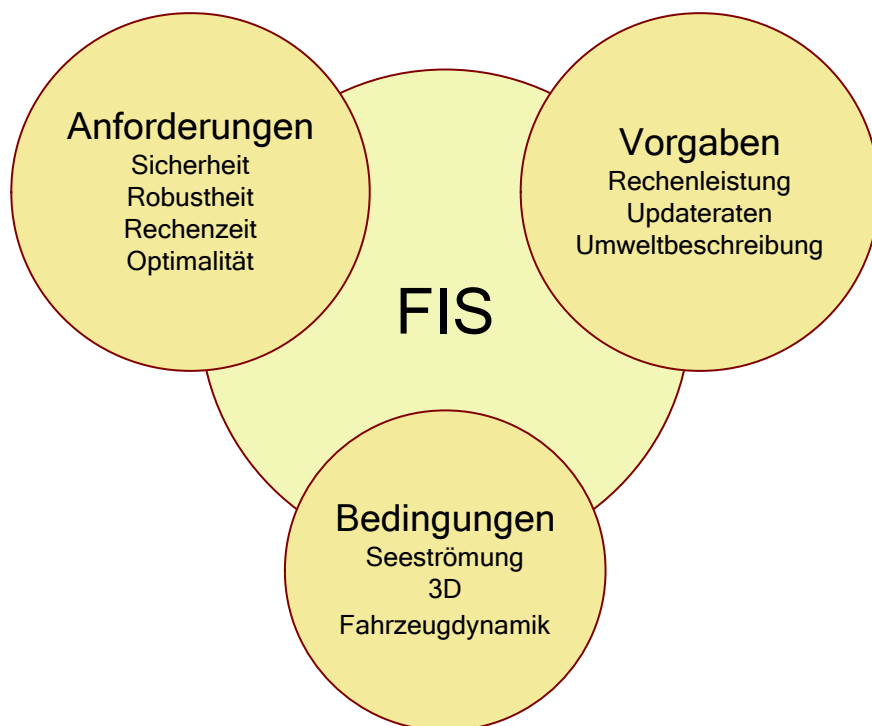 Anforderungen
Sicherheit
Robustheit
Rechenzeit
Optimalität
Vorgaben
Rechenleistung
Updateraten
Umweltbeschreibung
FIS
Bedingungen
Seeströmung
3D
Fahrzeugdynamik